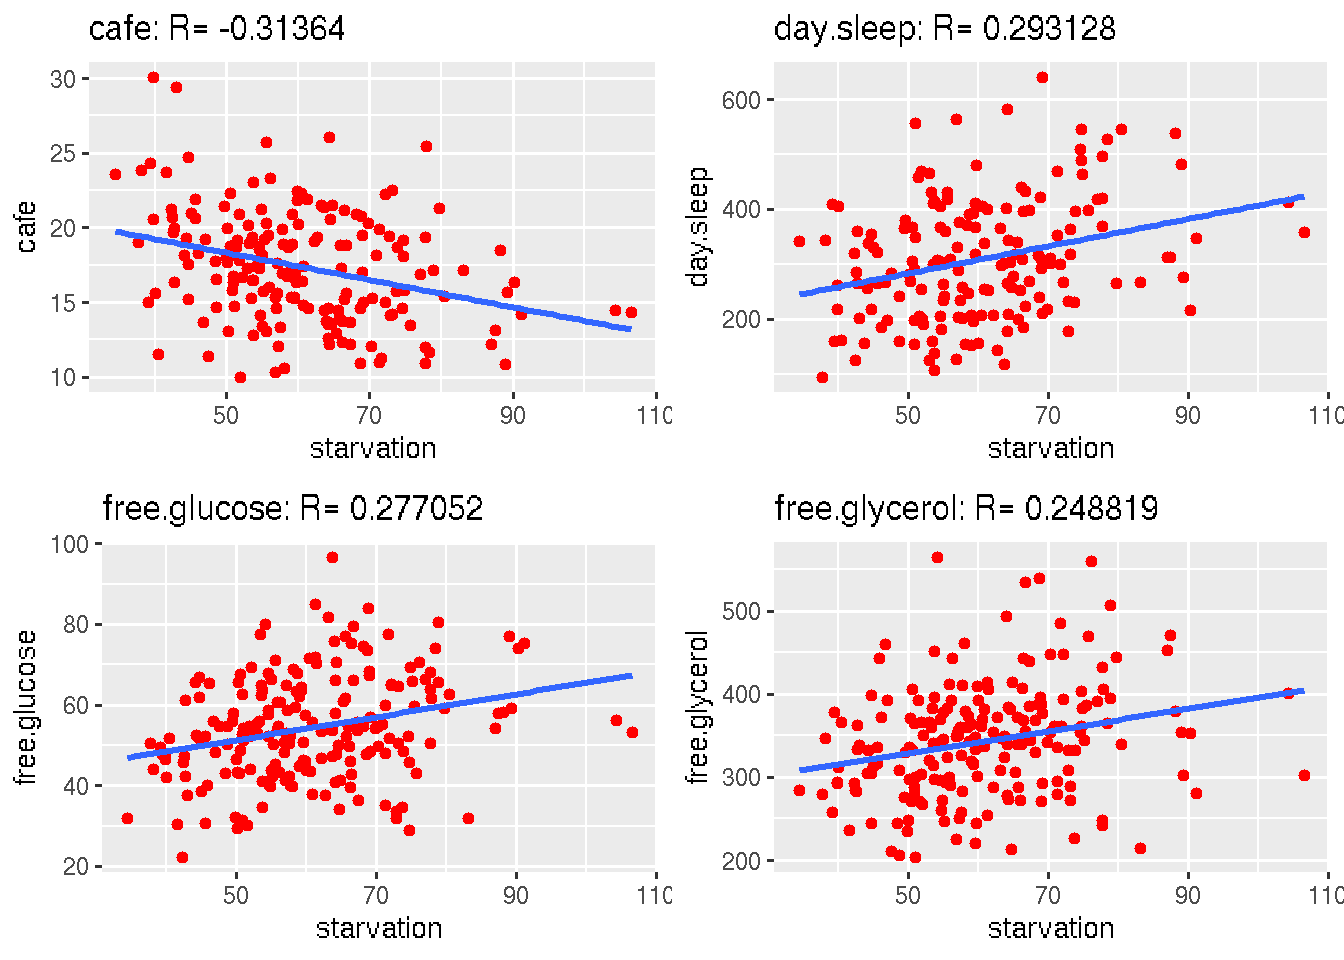 cafe: R= -0.31364
30
25
20
15
10
cafe
50 70 90 110
starvation
day.sleep: R= 0.293128
600
400
200
day.sleep
50 70 90 110
starvation
free.glucose: R= 0.277052
100
80
60
40
20
free.glucose
50 70 90 110
starvation
free.glycerol: R= 0.248819
500
400
300
200
free.glycerol
50 70 90 110
starvation